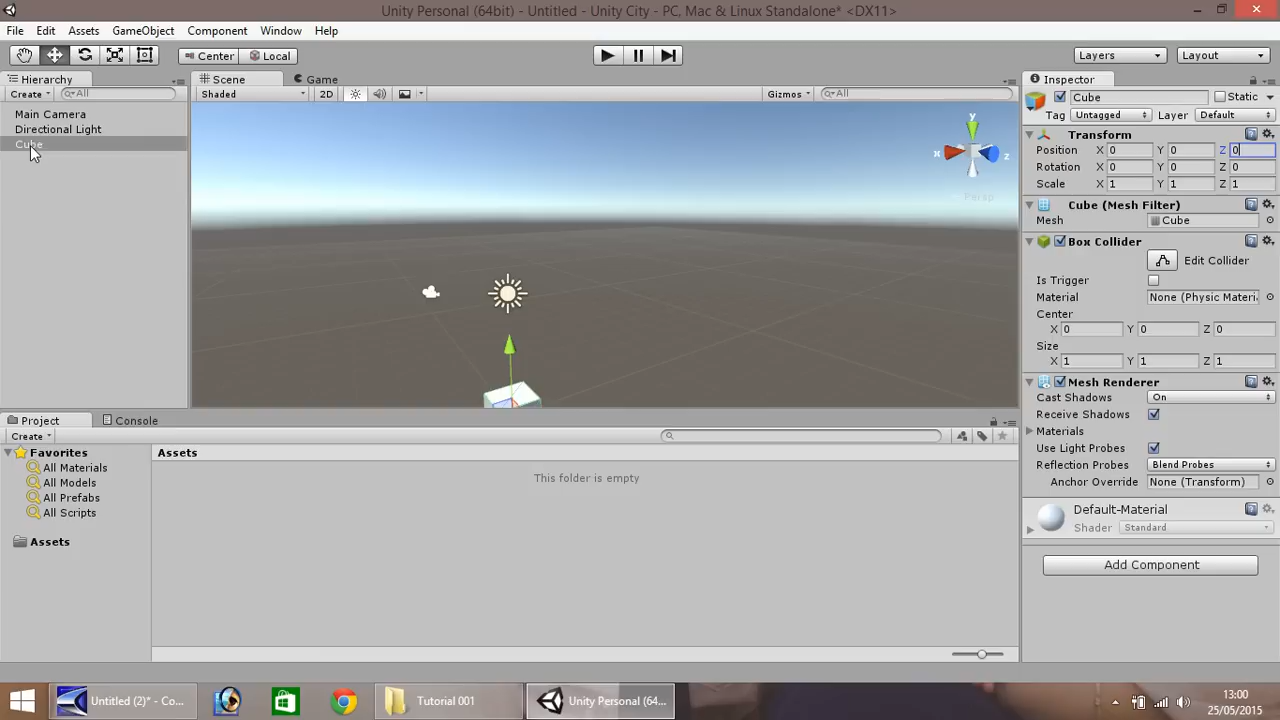 Unity Personal (64bit) - Untitled - Unity City - PC, Mac & Linux Standalone* <DX11>
File Edit Assets GameObject Component Window Help
Center Local Layers Layout
Hierarchy
Create All
Main Camera
Directional Light
Cube
Scene Game
Shaded 2D Gizmos All
y
x z
Persp
Inspector
Cube Static
Tag Untagged Layer Default
Transform
Position X 0 Y 0 Z 0
Rotation X 0 Y 0 Z 0
Scale X 1 Y 1 Z 1
Cube (Mesh Filter)
Mesh Cube
Box Collider
Edit Collider
Is Trigger
Material None (Physic Materi
Center
X 0 Y 0 Z 0
Size
X 1 Y 1 Z 1
Mesh Renderer
Cast Shadows On
Receive Shadows
Materials
Use Light Probes
Reflection Probes Blend Probes
Anchor Override None (Transform)
Default-Material
Shader Standard
Add Component
Project Console
Create
Favorites
All Materials
All Models
All Prefabs
All Scripts
Assets
Assets
This folder is empty
Untitled (2)* - Co...
Tutorial 001
Unity Personal (64...
13:00
25/05/2015